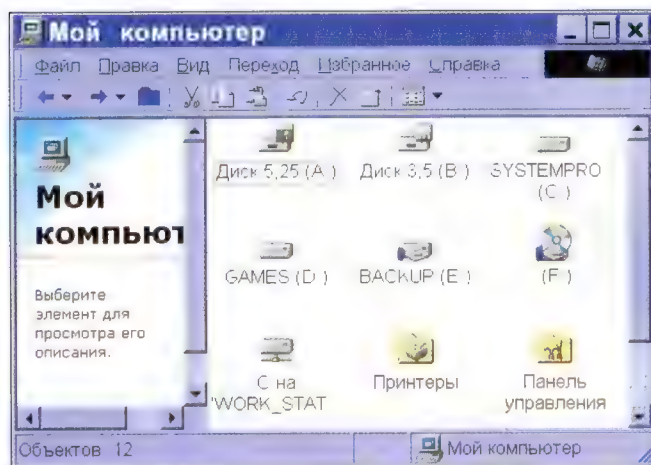 Мой компьютер
Файл Правка Вид Переход Избранное Справка
Мой
компьют
Выберите
элемент для
просмотра его
описания.
Диск 5,25 (A ) Диск 3,5 (B ) SYSTEMPRO
(C )
GAMES (D ) BACKUP (E ) (F )
C на
'WORK_STAT
Принтеры
Панель
управления
Объектов 12
Мой компьютер